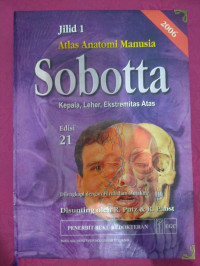 Jilid 1
2006
Atlas Anatomi Manusia
Sobotta
Kepala, Leher, Ekstremitas Atas
Edisi
21
Disunting oleh R. Putz & R. Pabst
PENERBIT BUKU KEDOKTERAN
EGC